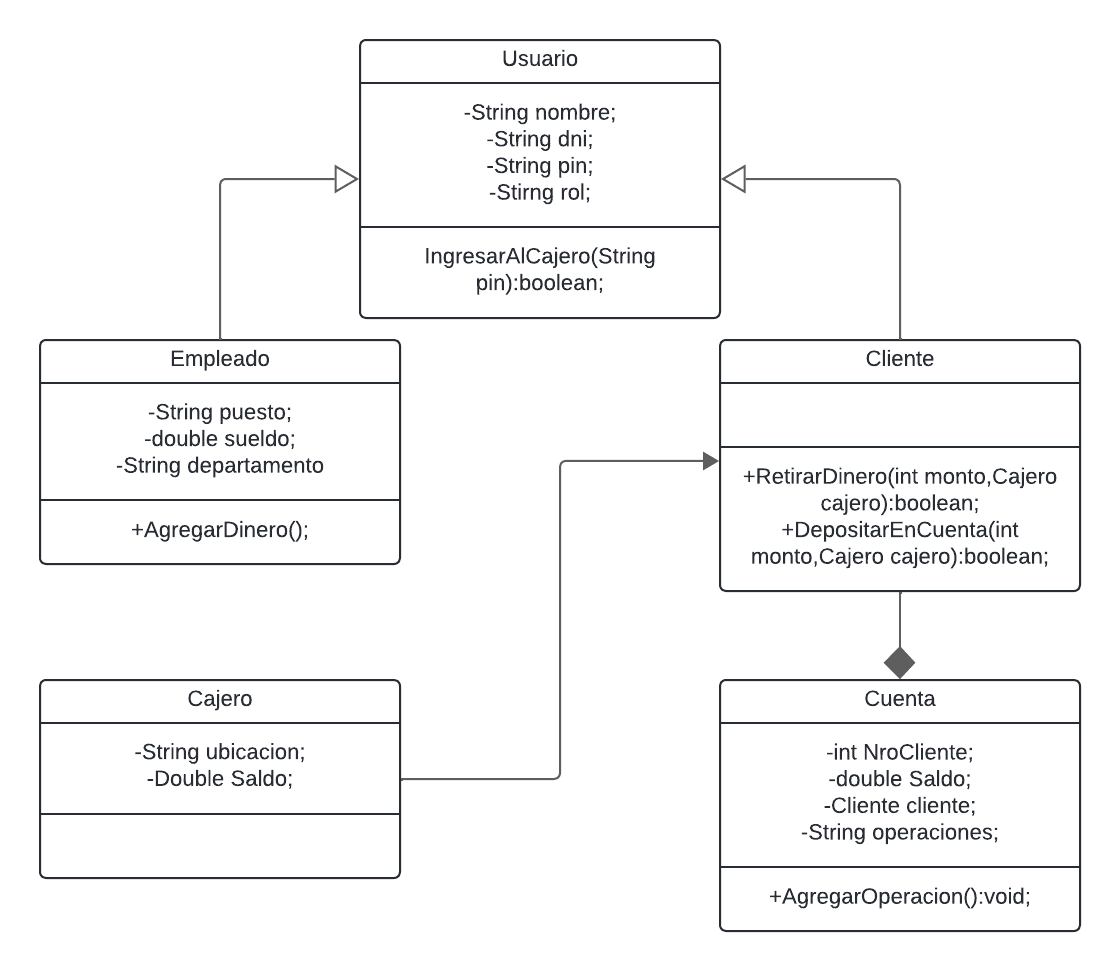 Usuario
-String nombre;
-String dni;
-String pin;
-Stirng rol;
IngresarAlCajero(String
pin):boolean;
Empleado
-String puesto;
-double sueldo;
-String departamento
+AgregarDinero();
Cliente
+RetirarDinero(int monto,Cajero
cajero):boolean;
+DepositarEnCuenta(int
monto,Cajero cajero):boolean;
Cajero
-String ubicacion;
-Double Saldo;
Cuenta
-int NroCliente;
-double Saldo;
-Cliente cliente;
-String operaciones;
+AgregarOperacion():void;